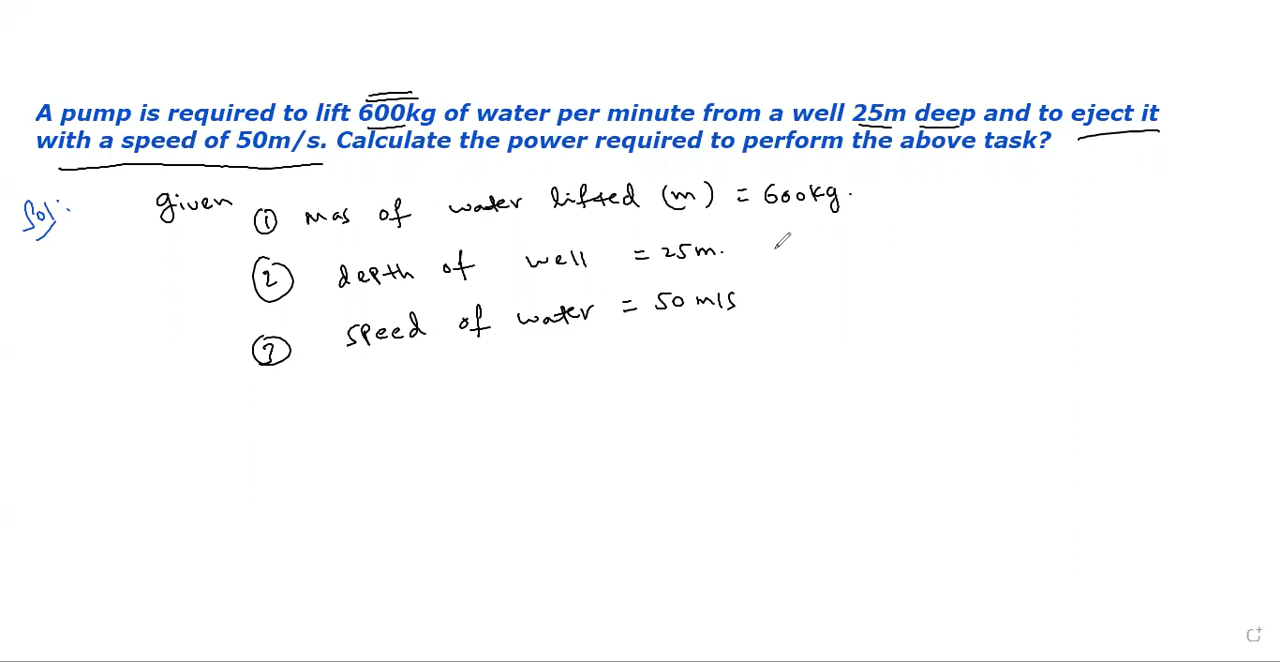 A pump is required to lift 600kg of water per minute from a well 25m deep and to eject it
with a speed of 50m/s. Calculate the power required to perform the above task?
Sol:
given
① mas of water lifted (m) = 600kg.
② depth of well = 25m.
③ speed of water = 50 m/s